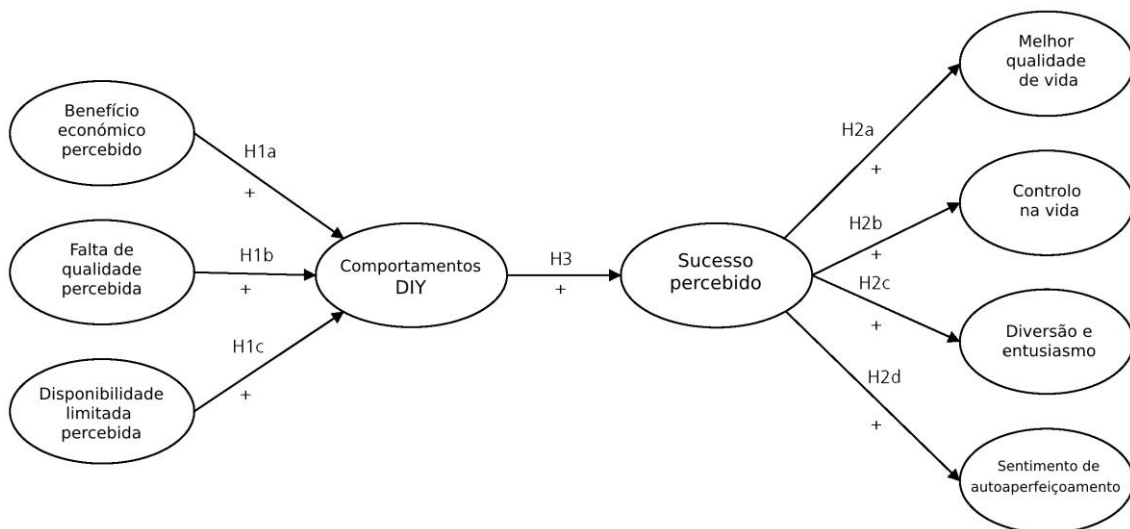 Benefício
económico
percebido
Falta de
qualidade
percebida
Disponibilidade
limitada
percebida
H1a
+
H1b
+
H1c
+
Comportamentos
DIY
H3
+
Sucesso
percebido
H2a
+
H2b
+
H2c
+
H2d
+
Melhor
qualidade
de vida
Controlo
na vida
Diversão e
entusiasmo
Sentimento de
autoaperfeiçoamento